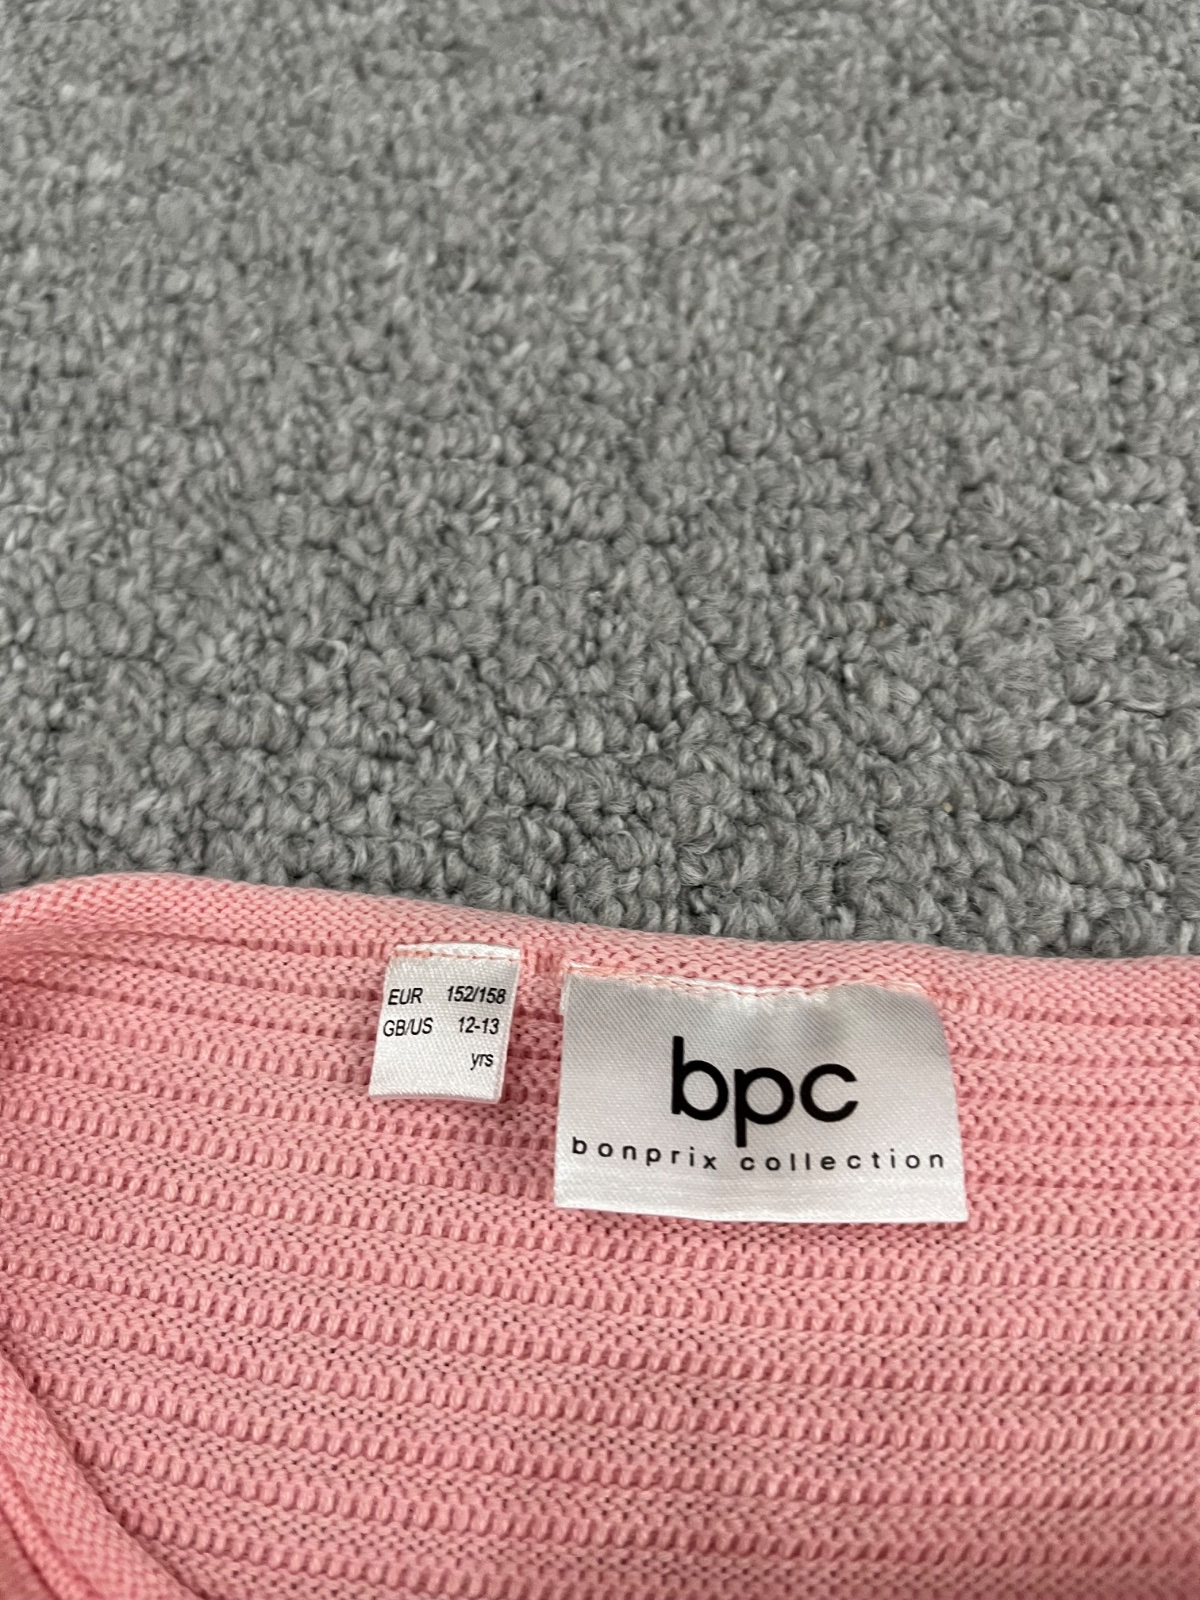 EUR 152/158
GB/US 12-13
yrs
bpc
bonprix collection